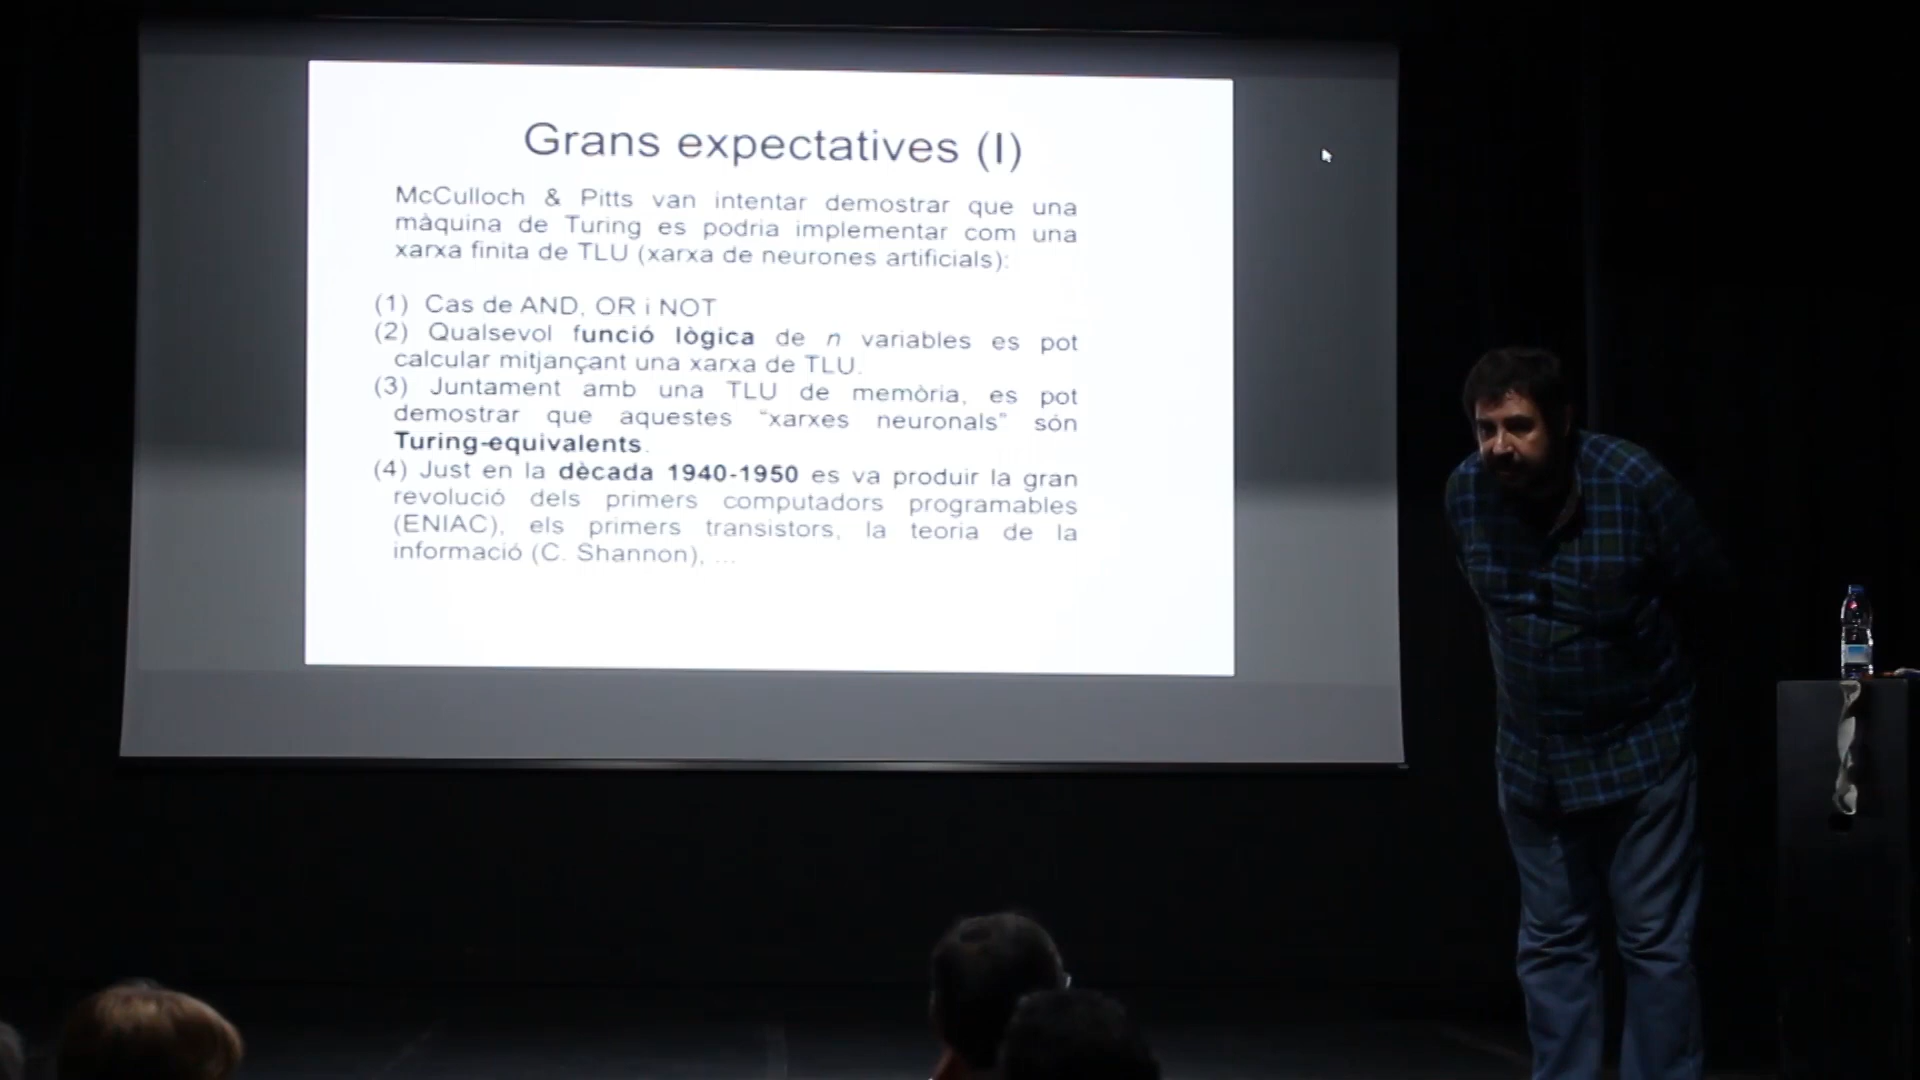 Grans expectatives (I)
McCulloch & Pitts van intentar demostrar que una
màquina de Turing es podria implementar com una
xarxa finita de TLU (xarxa de neurones artificials):
(1) Cas de AND, OR i NOT
(2) Qualsevol funció lògica de n variables es pot
calcular mitjançant una xarxa de TLU.
(3) Juntament amb una TLU de memòria, es pot
demostrar que aquestes “xarxes neuronals” són
Turing-equivalents.
(4) Just en la dècada 1940-1950 es va produir la gran
revolució dels primers computadors programables
(ENIAC), els primers transistors, la teoria de la
informació (C. Shannon), ...